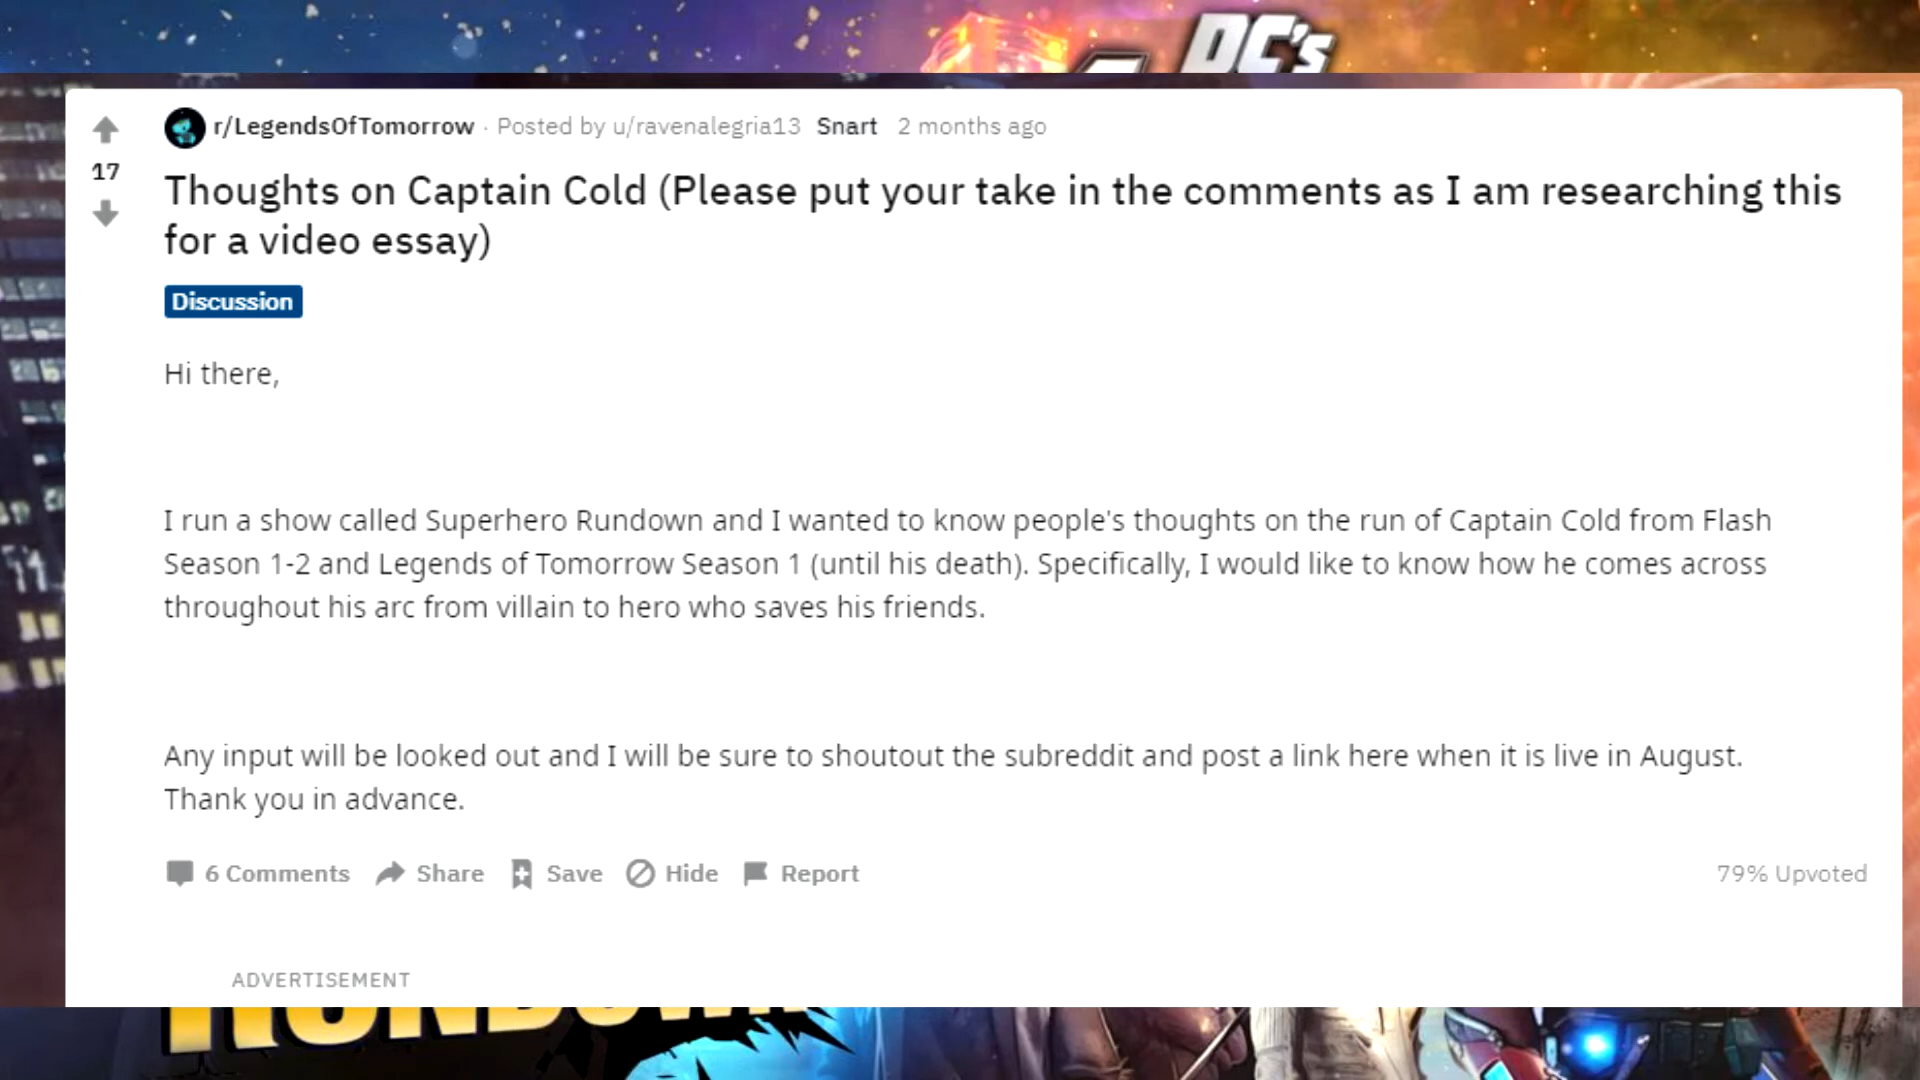 DC's
r/LegendsOfTomorrow · Posted by u/ravenalegria13 Snart 2 months ago
17
Thoughts on Captain Cold (Please put your take in the comments as I am researching this
for a video essay)
Discussion
Hi there,
I run a show called Superhero Rundown and I wanted to know people's thoughts on the run of Captain Cold from Flash
Season 1-2 and Legends of Tomorrow Season 1 (until his death). Specifically, I would like to know how he comes across
throughout his arc from villain to hero who saves his friends.
Any input will be looked out and I will be sure to shoutout the subreddit and post a link here when it is live in August.
Thank you in advance.
6 Comments Share Save Hide Report 79% Upvoted
ADVERTISEMENT
RUNDOWN